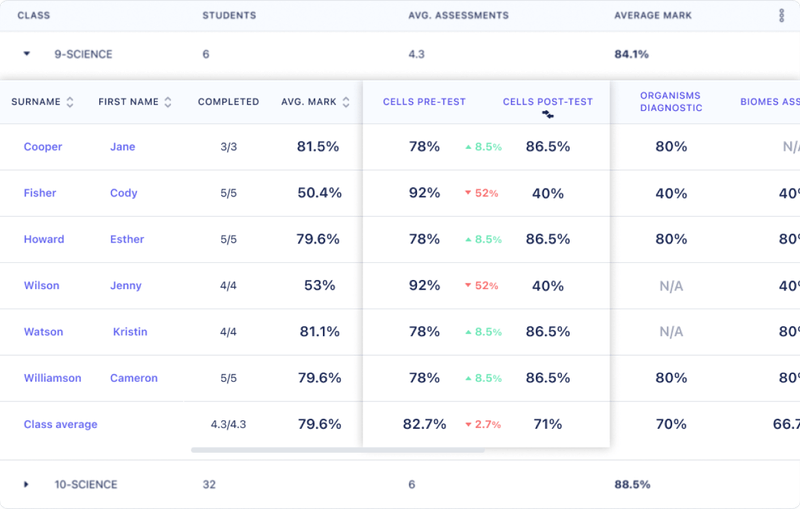 CLASS STUDENTS AVG. ASSESSMENTS AVERAGE MARK
9-SCIENCE 6 4.3 84.1%
SURNAME FIRST NAME COMPLETED AVG. MARK CELLS PRE-TEST CELLS POST-TEST ORGANISMS DIAGNOSTIC BIOMES ASS
Cooper Jane 3/3 81.5% 78% 8.5% 86.5% 80% N/A
Fisher Cody 5/5 50.4% 92% 52% 40% 40% 40%
Howard Esther 5/5 79.6% 78% 8.5% 86.5% 80% 80%
Wilson Jenny 4/4 53% 92% 52% 40% N/A 40%
Watson Kristin 4/4 81.1% 78% 8.5% 86.5% N/A 80%
Williamson Cameron 5/5 79.6% 78% 8.5% 86.5% 80% 80%
Class average 4.3/4.3 79.6% 82.7% 2.7% 71% 70% 66.7
10-SCIENCE 32 6 88.5%